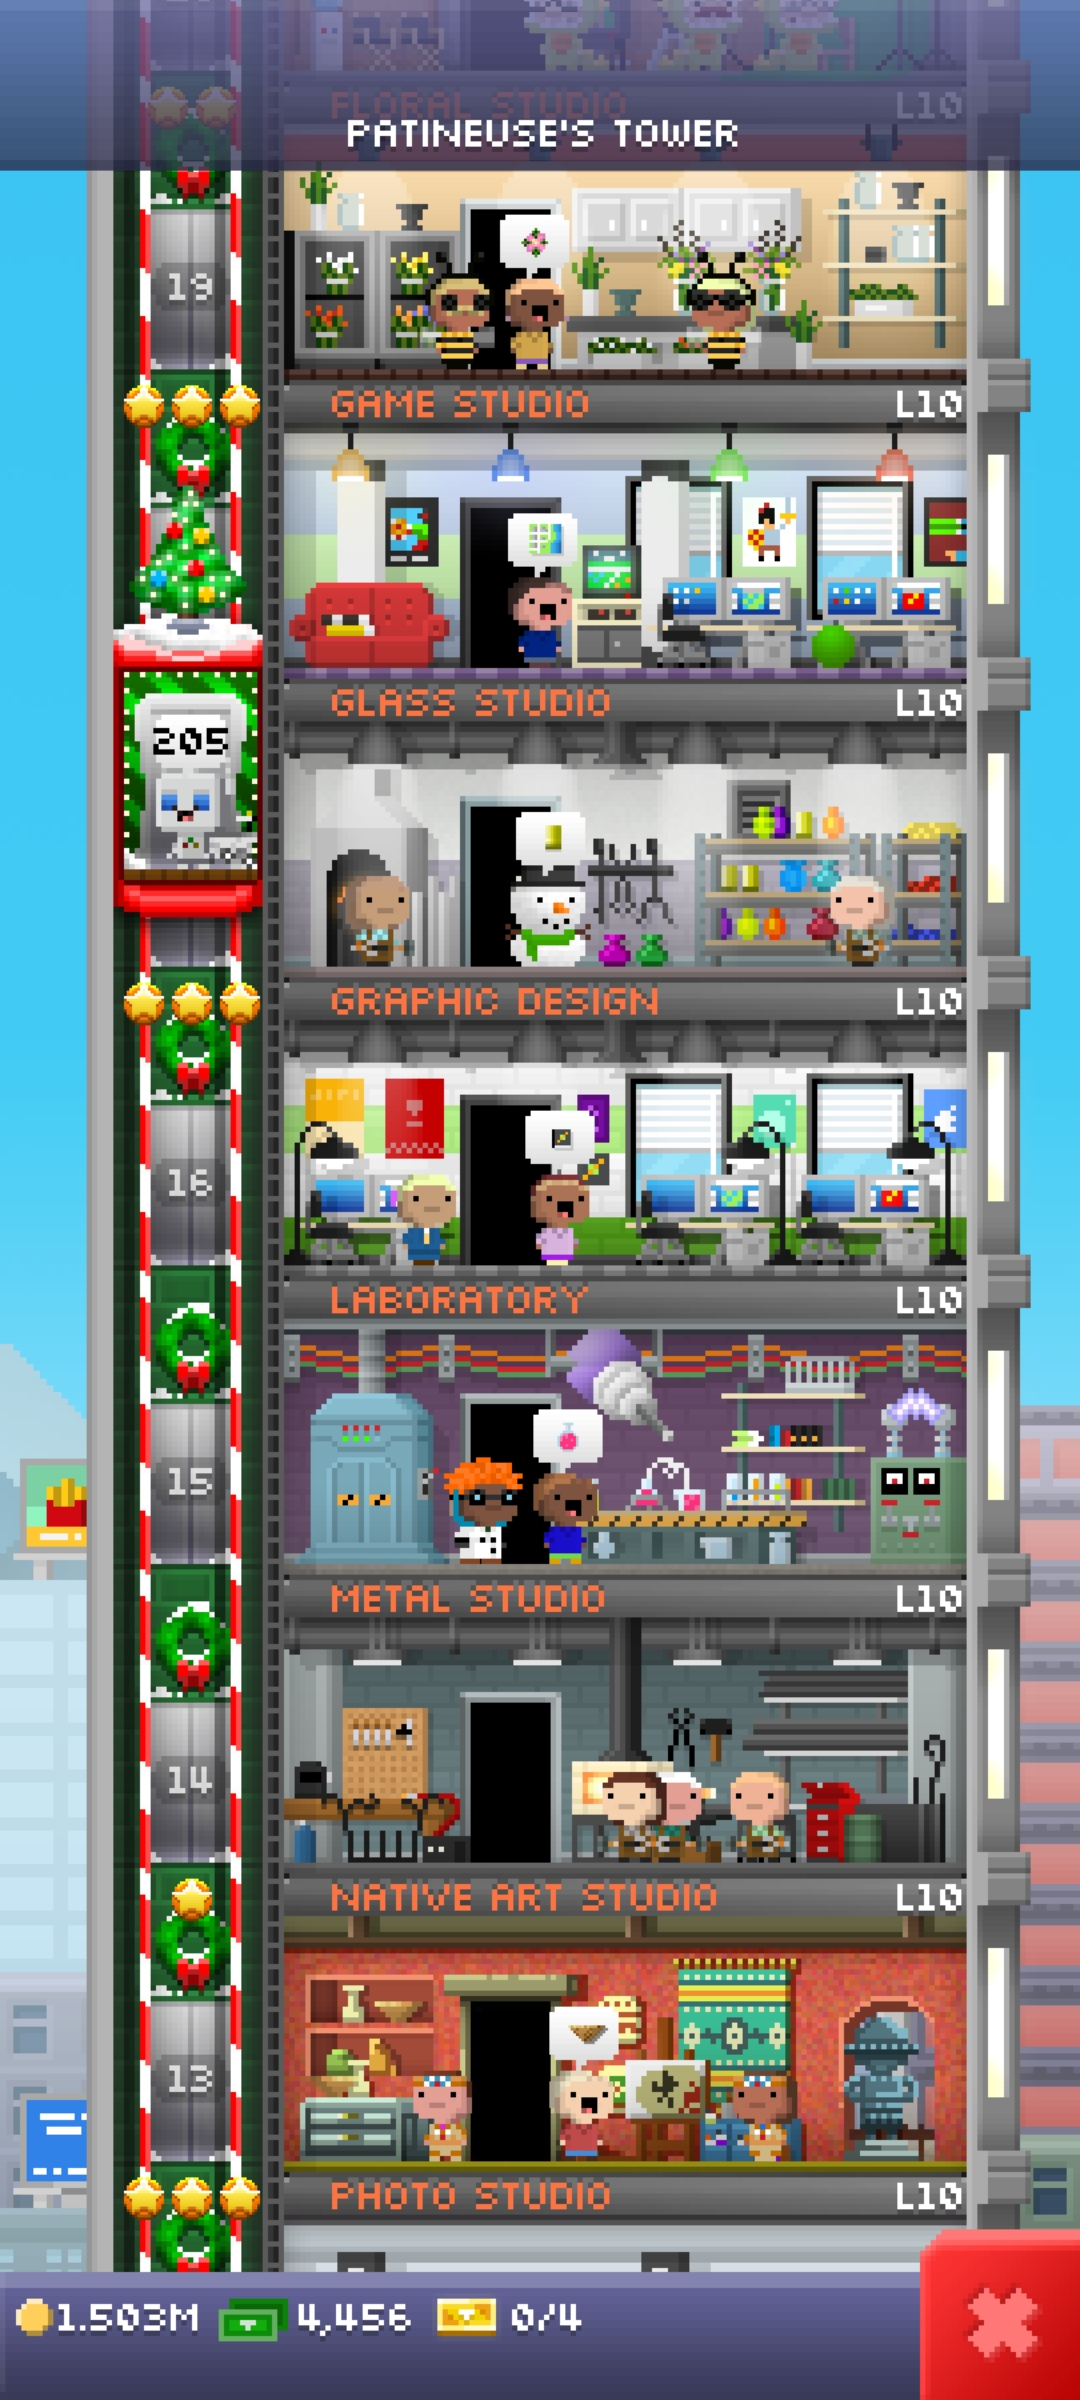 FLORAL STUDIO L10
PATINEUSE'S TOWER
19
GAME STUDIO L10
GLASS STUDIO L10
205
GRAPHIC DESIGN L10
16
LABORATORY L10
15
METAL STUDIO L10
14
NATIVE ART STUDIO L10
13
PHOTO STUDIO L10
1.503M 4,456 0/4